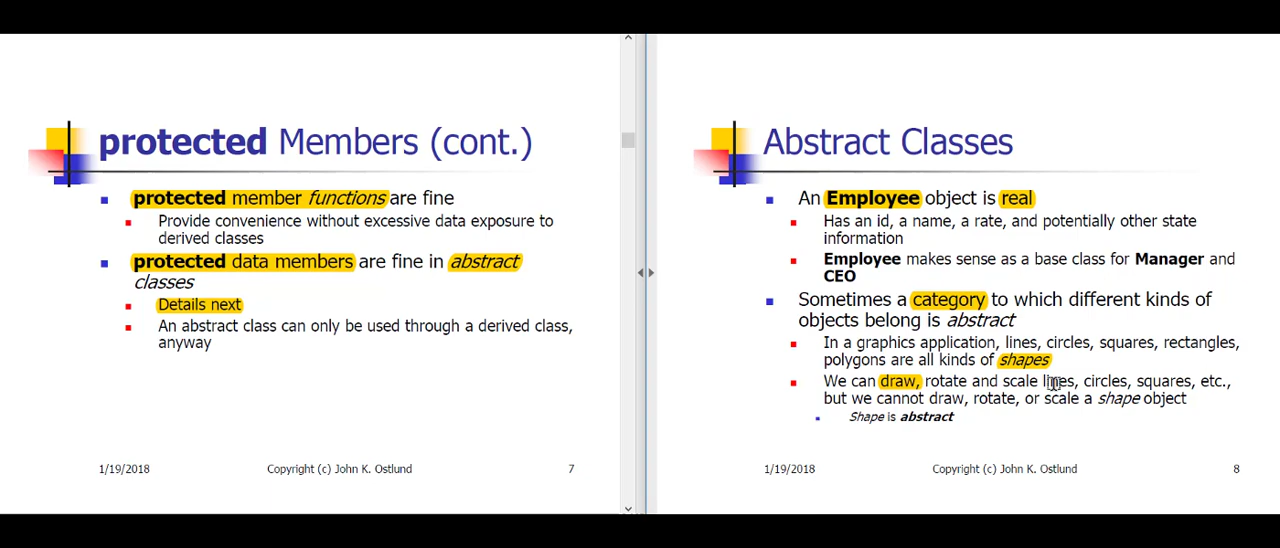 protected Members (cont.)
protected member functions are fine
Provide convenience without excessive data exposure to
derived classes
protected data members are fine in abstract
classes
Details next
An abstract class can only be used through a derived class,
anyway
1/19/2018 Copyright (c) John K. Ostlund 7
Abstract Classes
An Employee object is real
Has an id, a name, a rate, and potentially other state
information
Employee makes sense as a base class for Manager and
CEO
Sometimes a category to which different kinds of
objects belong is abstract
In a graphics application, lines, circles, squares, rectangles,
polygons are all kinds of shapes
We can draw, rotate and scale lines, circles, squares, etc.,
but we cannot draw, rotate, or scale a shape object
Shape is abstract
1/19/2018 Copyright (c) John K. Ostlund 8